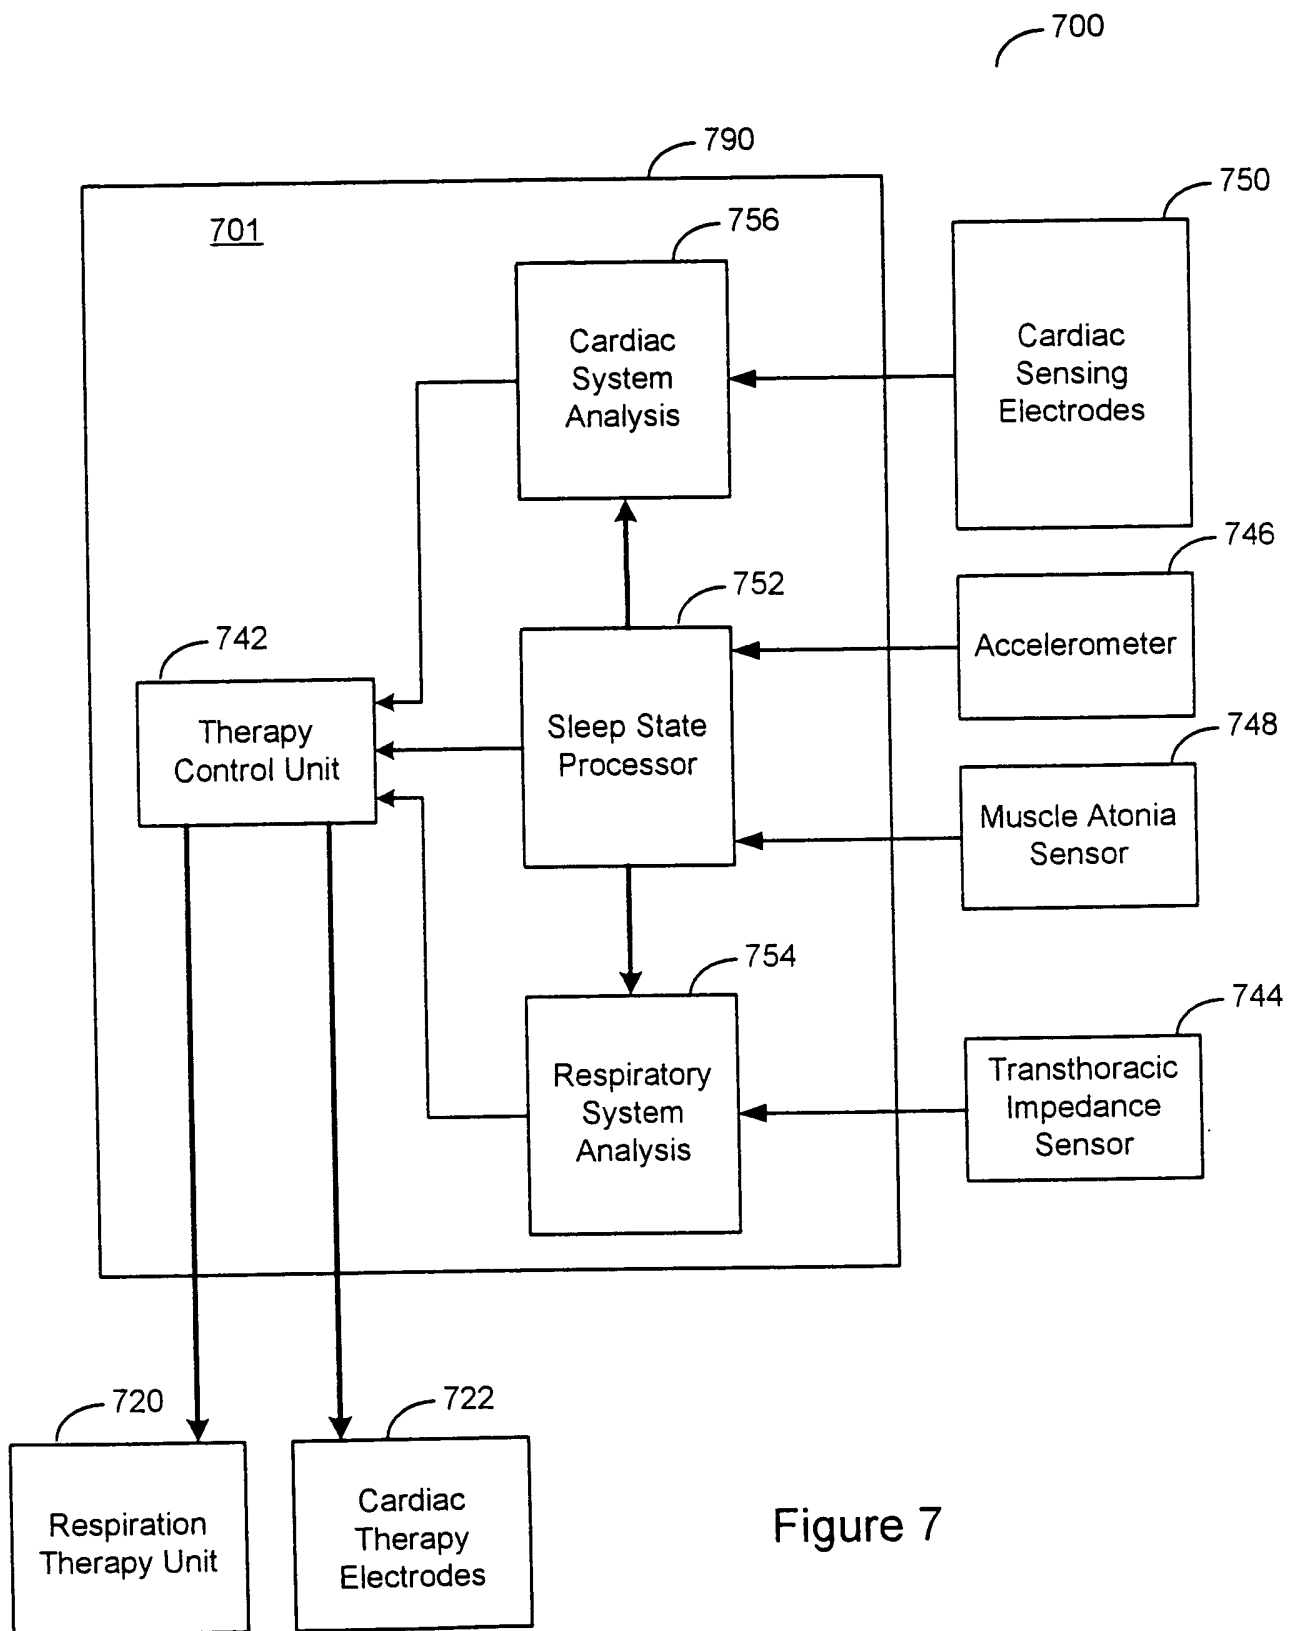 700
790
701
756
750
Cardiac
System
Analysis
Cardiac
Sensing
Electrodes
746
Accelerometer
752
742
Therapy
Control Unit
Sleep State
Processor
748
Muscle Atonia
Sensor
754
744
Respiratory
System
Analysis
Transthoracic
Impedance
Sensor
720
722
Respiration
Therapy Unit
Cardiac
Therapy
Electrodes
Figure 7